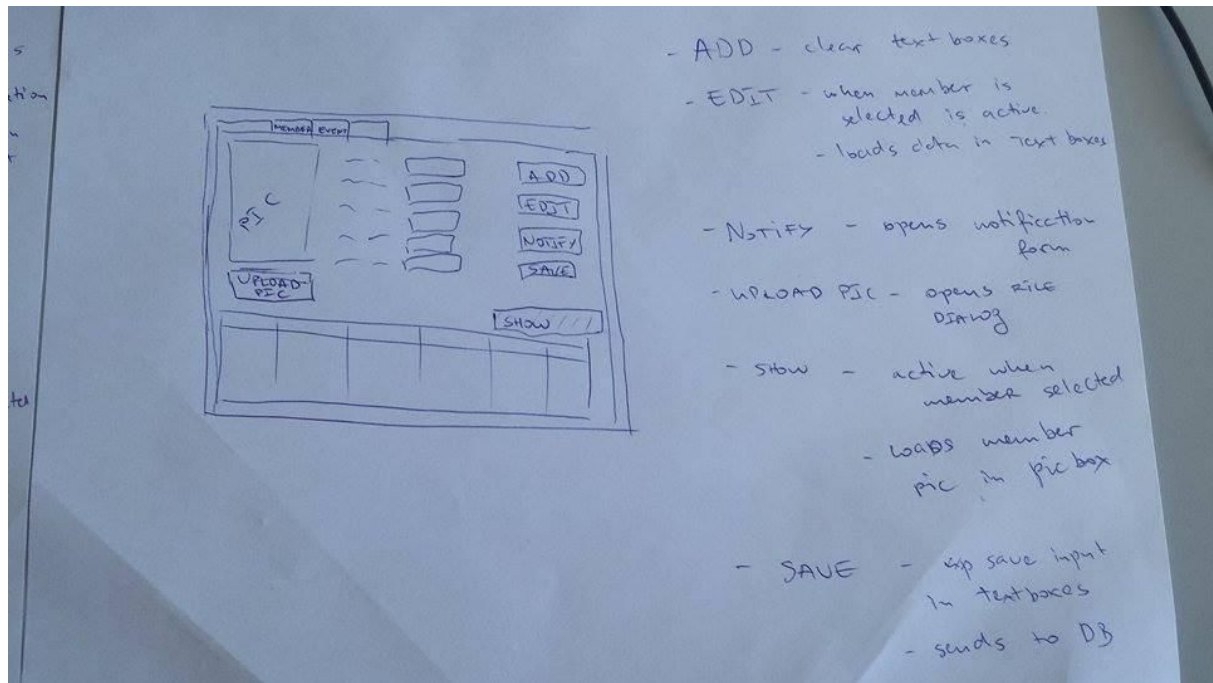 s
tion
n
t
ted
MEMBER EVENT
PIC
UPLOAD-
PIC
ADD
EDIT
NOTIFY
SAVE
SHOW
- ADD - clear text boxes
- EDIT - when member is
selected is active.
- loads data in Text boxes
- NOTIFY - opens notification
form
- UPLOAD PIC - opens FILE
DIALOG
- SHOW - active when
member selected
- LOADS member
pic in pic box
- SAVE - save input
in textboxes
- sends to DB